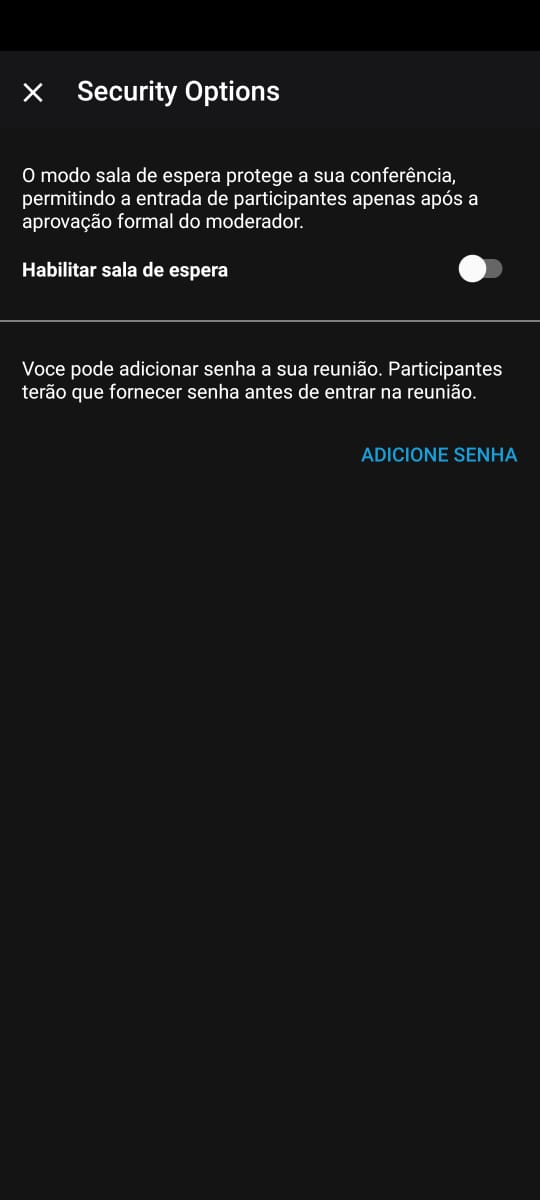 Security Options
O modo sala de espera protege a sua conferência,
permitindo a entrada de participantes apenas após a
aprovação formal do moderador.
Habilitar sala de espera
Voce pode adicionar senha a sua reunião. Participantes
terão que fornecer senha antes de entrar na reunião.
ADICIONE SENHA